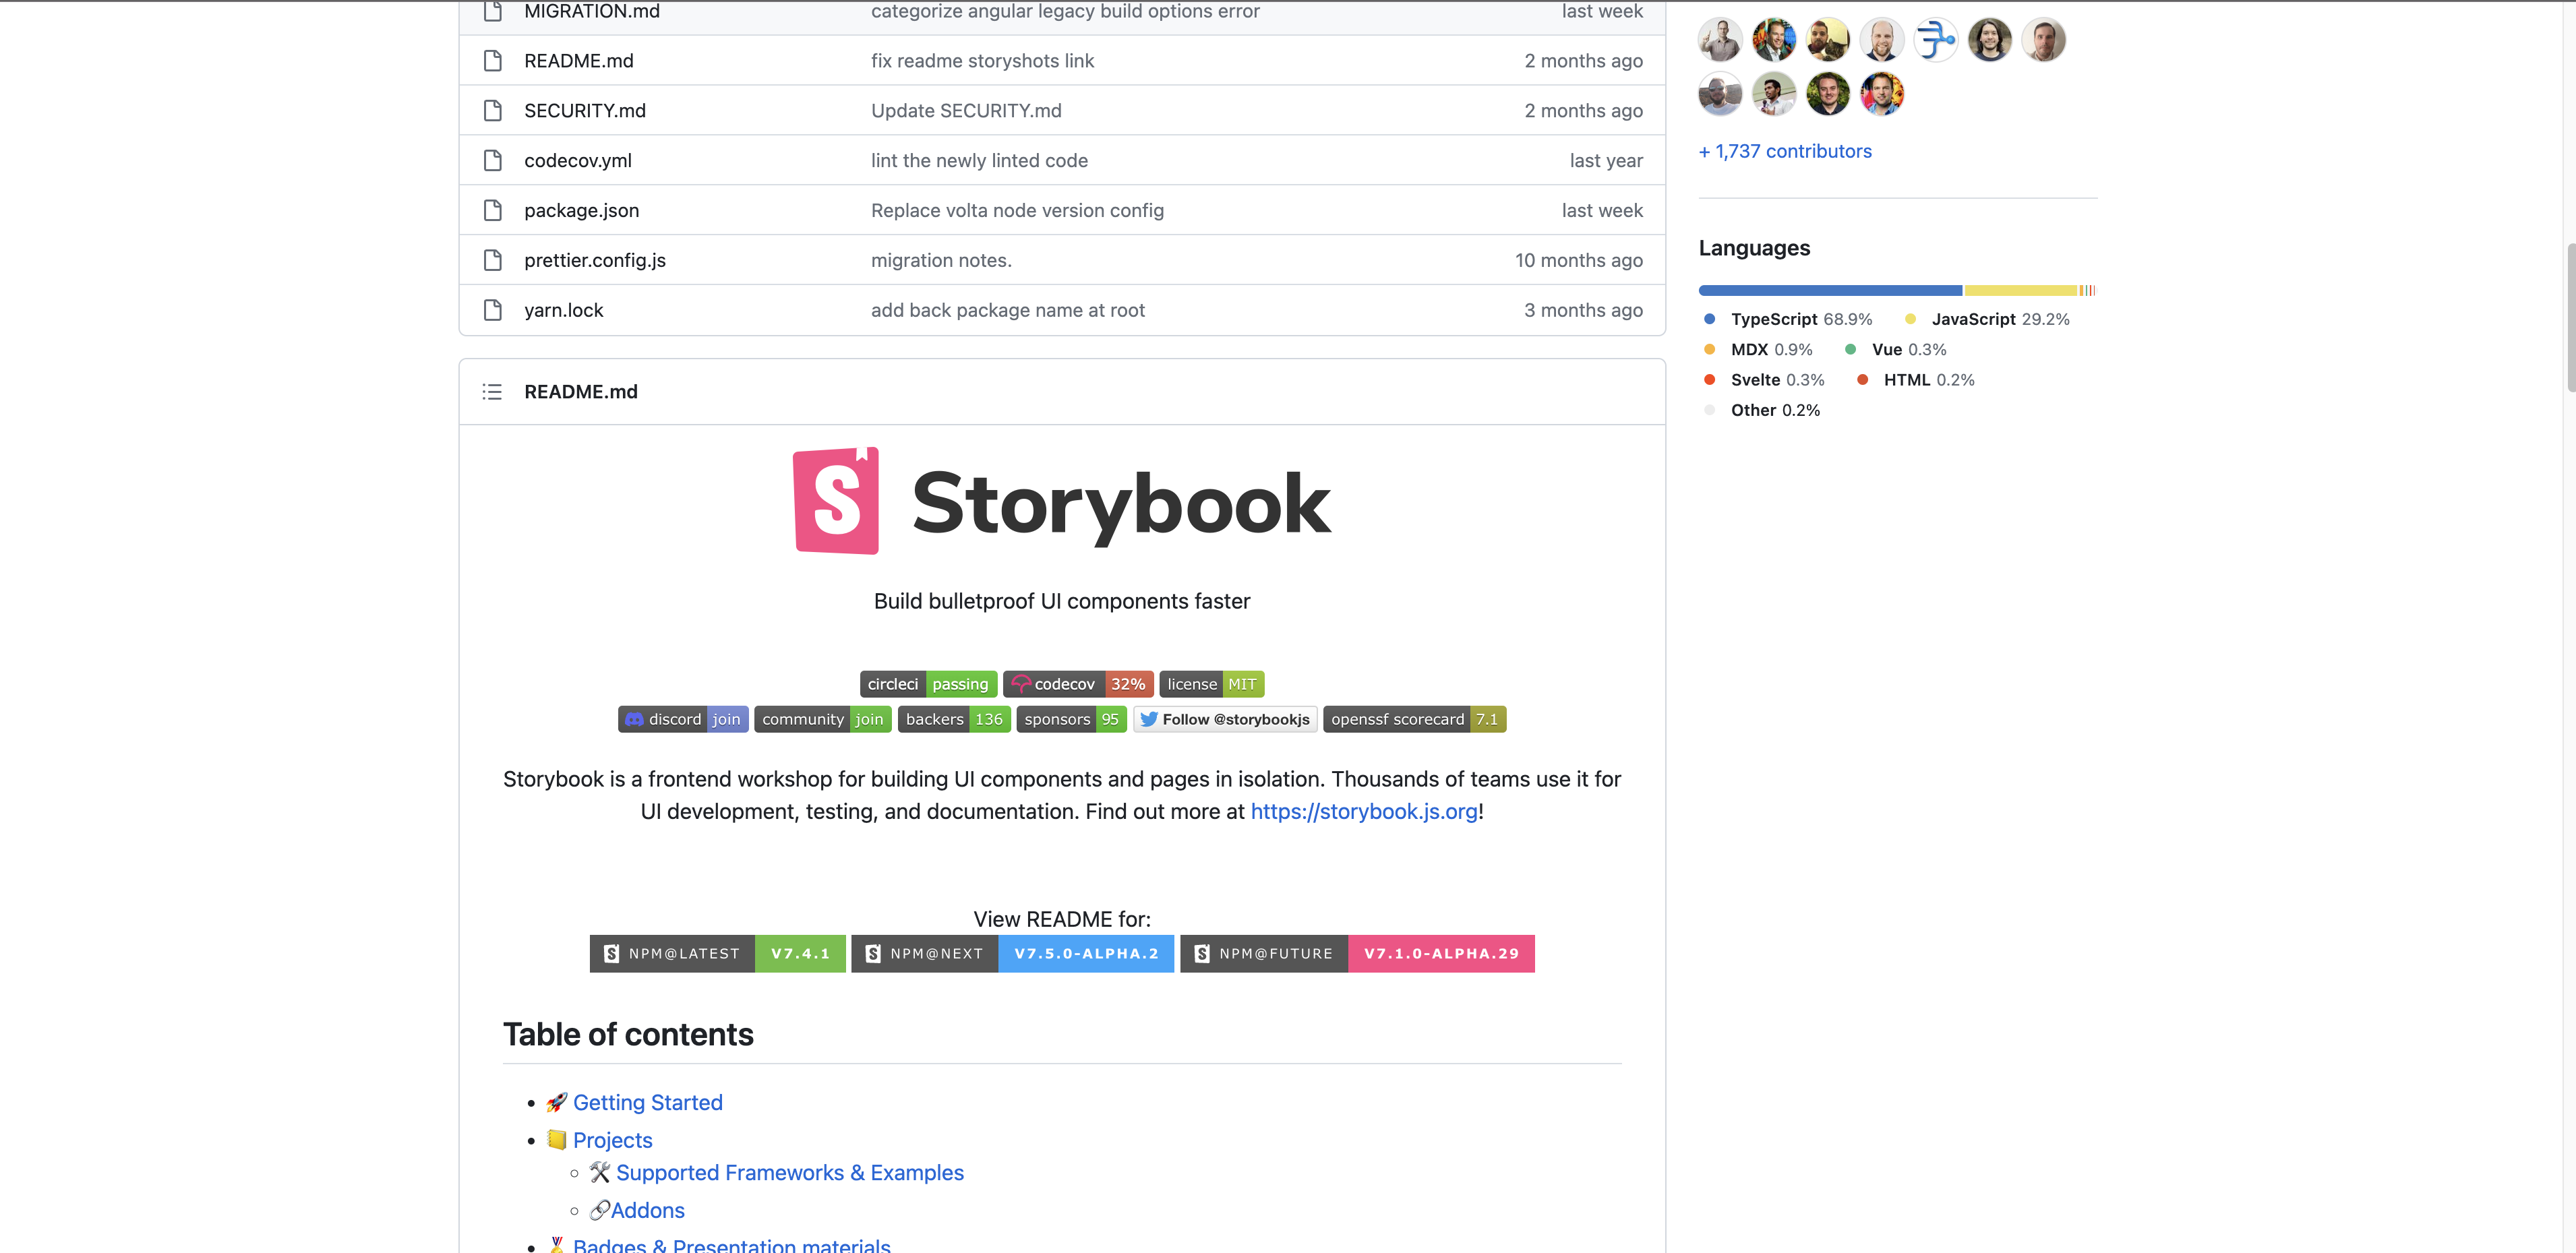 MIGRATION.md categorize angular legacy build options error last week
README.md fix readme storyshots link 2 months ago
SECURITY.md Update SECURITY.md 2 months ago
codecov.yml lint the newly linted code last year
package.json Replace volta node version config last week
prettier.config.js migration notes. 10 months ago
yarn.lock add back package name at root 3 months ago
README.md
S Storybook
Build bulletproof UI components faster
circleci passing codecov 32% license MIT
discord join community join backers 136 sponsors 95 Follow @storybookjs openssf scorecard 7.1
Storybook is a frontend workshop for building UI components and pages in isolation. Thousands of teams use it for
UI development, testing, and documentation. Find out more at https://storybook.js.org!
View README for:
S NPM@LATEST V7.4.1 S NPM@NEXT V7.5.0-ALPHA.2 S NPM@FUTURE V7.1.0-ALPHA.29
Table of contents
• 🚀 Getting Started
• 📒 Projects
◦ 🛠 Supported Frameworks & Examples
◦ 🔗Addons
• 🏅 Badges & Presentation materials
+ 1,737 contributors
Languages
TypeScript 68.9% JavaScript 29.2%
MDX 0.9% Vue 0.3%
Svelte 0.3% HTML 0.2%
Other 0.2%